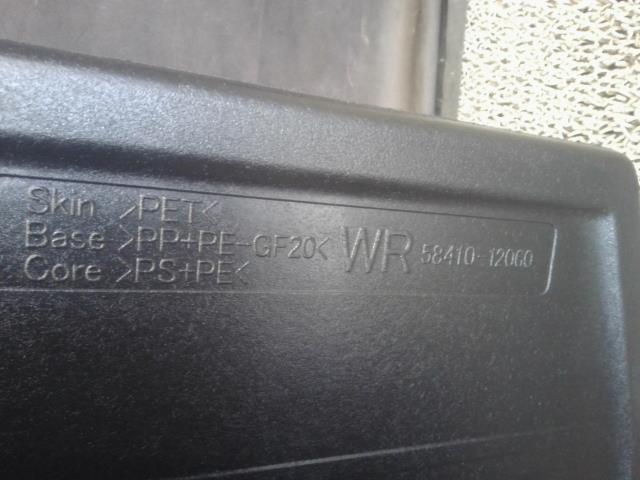 Skin >PET<
Base >PP+PE-GF20< WR 58410-12060
Core >PS+PE<